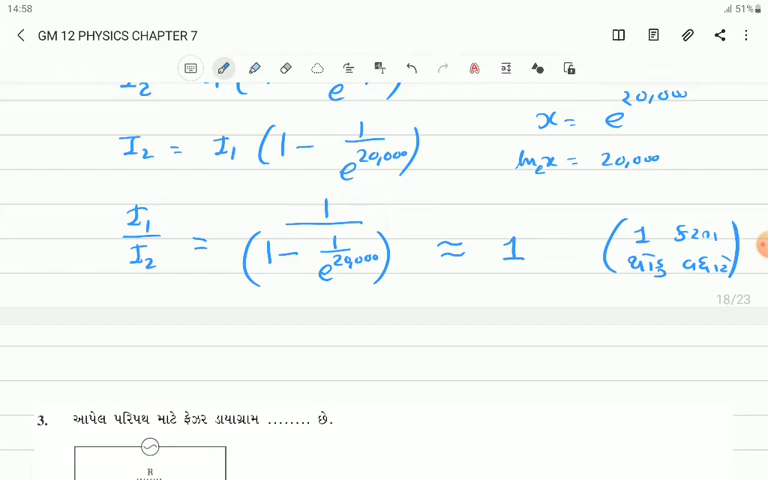 14:58
51%
GM 12 PHYSICS CHAPTER 7
I₂ = I₁ (1 - 1/e^20,000)
x = e^20,000
ln x = 20,000
I₁/I₂ = 1/(1 - 1/e^20,000) ≈ 1
(1 કરતા
થોડુ વધારે)
18/23
3. આપેલ પરિપથ માટે ફેઝર ડાયાગ્રામ ........ છે.
R